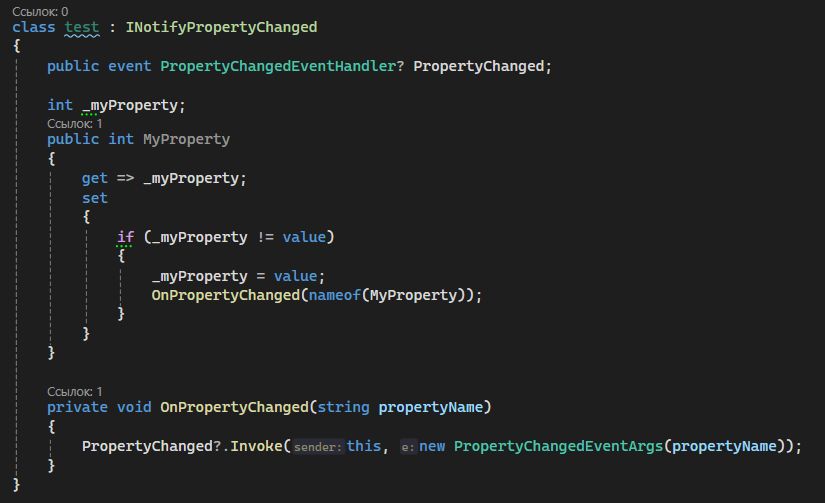 Ссылок: 0
class test : INotifyPropertyChanged
{
public event PropertyChangedEventHandler? PropertyChanged;
int _myProperty;
Ссылок: 1
public int MyProperty
{
get => _myProperty;
set
{
if (_myProperty != value)
{
_myProperty = value;
OnPropertyChanged(nameof(MyProperty));
}
}
}
Ссылок: 1
private void OnPropertyChanged(string propertyName)
{
PropertyChanged?.Invoke(sender: this, e: new PropertyChangedEventArgs(propertyName));
}
}